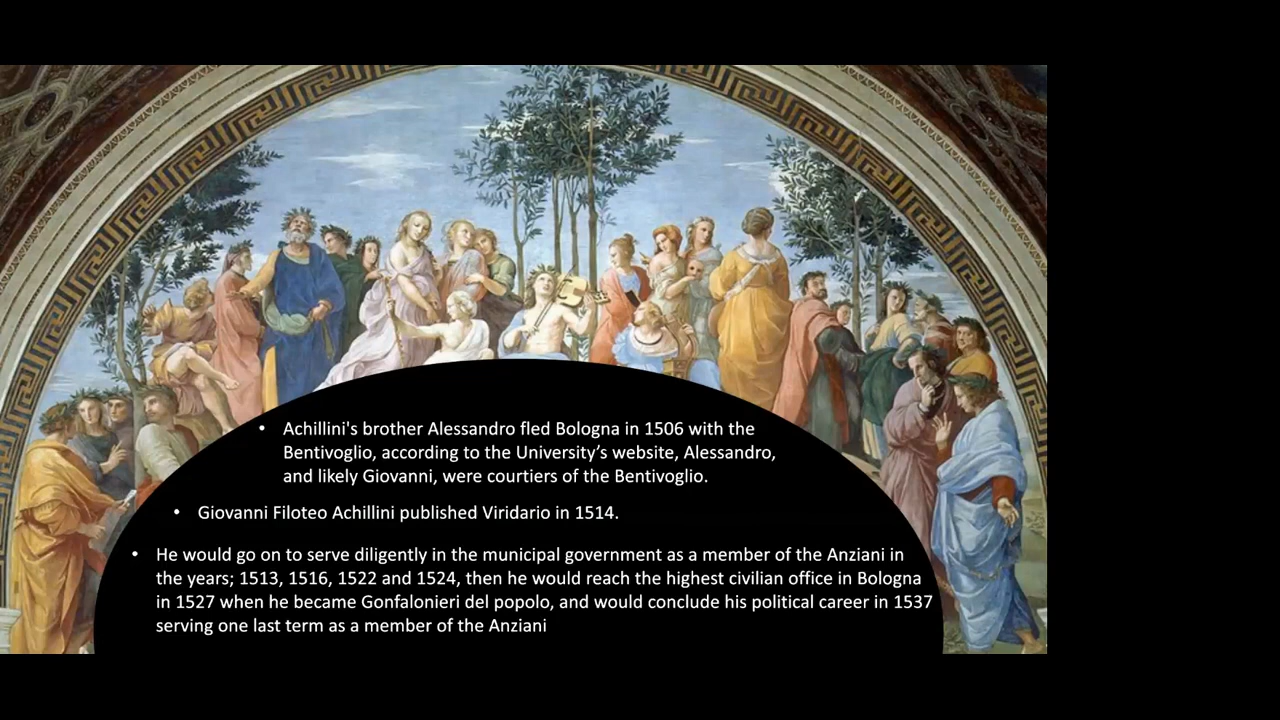 • Achillini's brother Alessandro fled Bologna in 1506 with the
Bentivoglio, according to the University’s website, Alessandro,
and likely Giovanni, were courtiers of the Bentivoglio.
• Giovanni Filoteo Achillini published Viridario in 1514.
• He would go on to serve diligently in the municipal government as a member of the Anziani in
the years; 1513, 1516, 1522 and 1524, then he would reach the highest civilian office in Bologna
in 1527 when he became Gonfalonieri del popolo, and would conclude his political career in 1537
serving one last term as a member of the Anziani